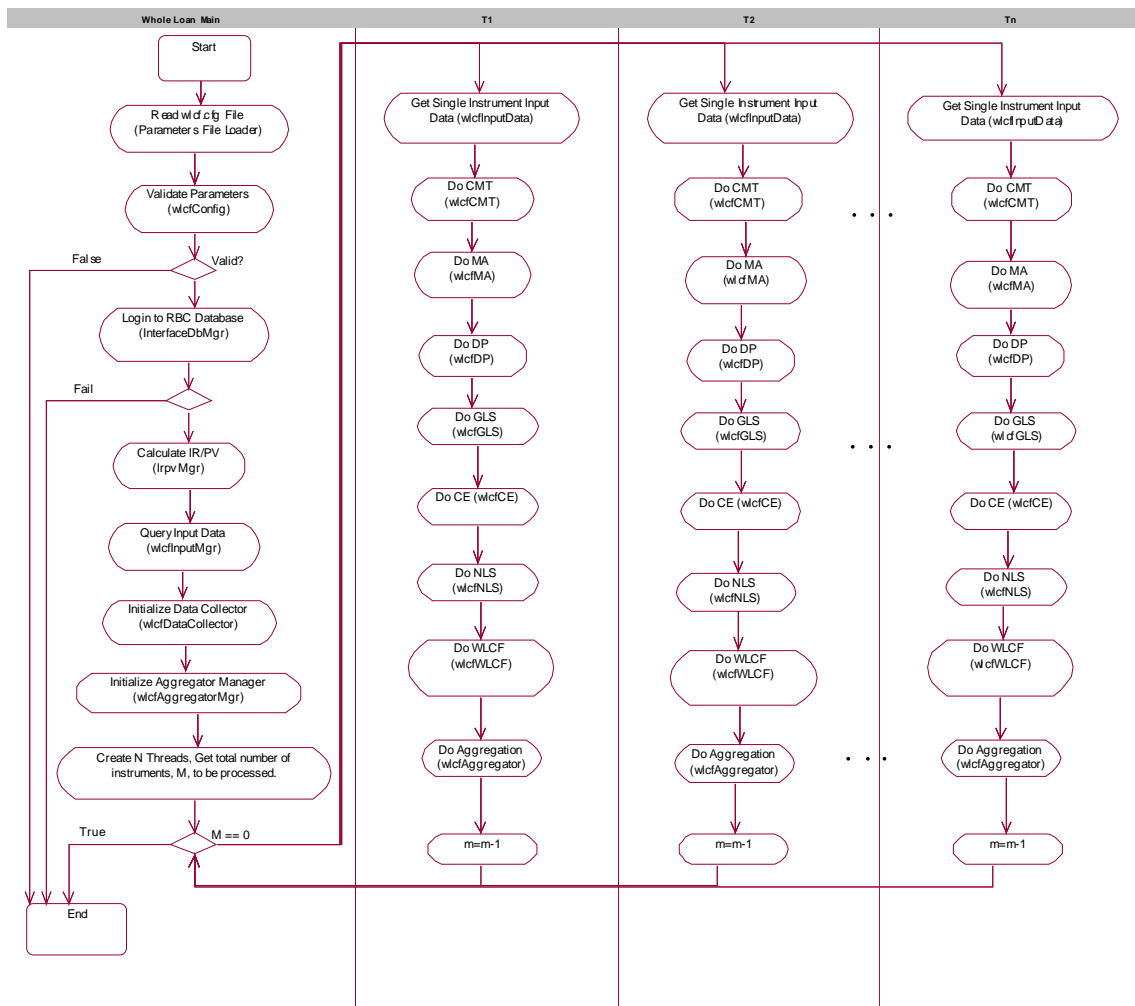 Whole Loan Main
T1
T2
Tn
Start
Read wlcf.cfg File
(Parameters File Loader)
Validate Parameters
(wlcfConfig)
False
Valid?
Login to RBC Database
(InterfaceDbMgr)
Fail
Calculate IR/PV
(IrpvMgr)
Query Input Data
(wlcfInputMgr)
Initialize Data Collector
(wlcfDataCollector)
Initialize Aggregator Manager
(wlcfAggregatorMgr)
Create N Threads, Get total number of
instruments, M, to be processed.
True
M == 0
End
Get Single Instrument Input
Data (wlcfInputData)
Do CMT
(wlcfCMT)
Do MA
(wlcfMA)
Do DP
(wlcfDP)
Do GLS
(wlcfGLS)
Do CE (wlcfCE)
Do NLS
(wlcfNLS)
Do WLCF
(wlcfWLCF)
Do Aggregation
(wlcfAggregator)
m=m-1
Get Single Instrument Input
Data (wlcfInputData)
Do CMT
(wlcfCMT)
Do MA
(wlcfMA)
Do DP
(wlcfDP)
Do GLS
(wlcfGLS)
Do CE (wlcfCE)
Do NLS
(wlcfNLS)
Do WLCF
(wlcfWLCF)
Do Aggregation
(wlcfAggregator)
m=m-1
. . .
. . .
. . .
Get Single Instrument Input
Data (wlcfInputData)
Do CMT
(wlcfCMT)
Do MA
(wlcfMA)
Do DP
(wlcfDP)
Do GLS
(wlcfGLS)
Do CE (wlcfCE)
Do NLS
(wlcfNLS)
Do WLCF
(wlcfWLCF)
Do Aggregation
(wlcfAggregator)
m=m-1